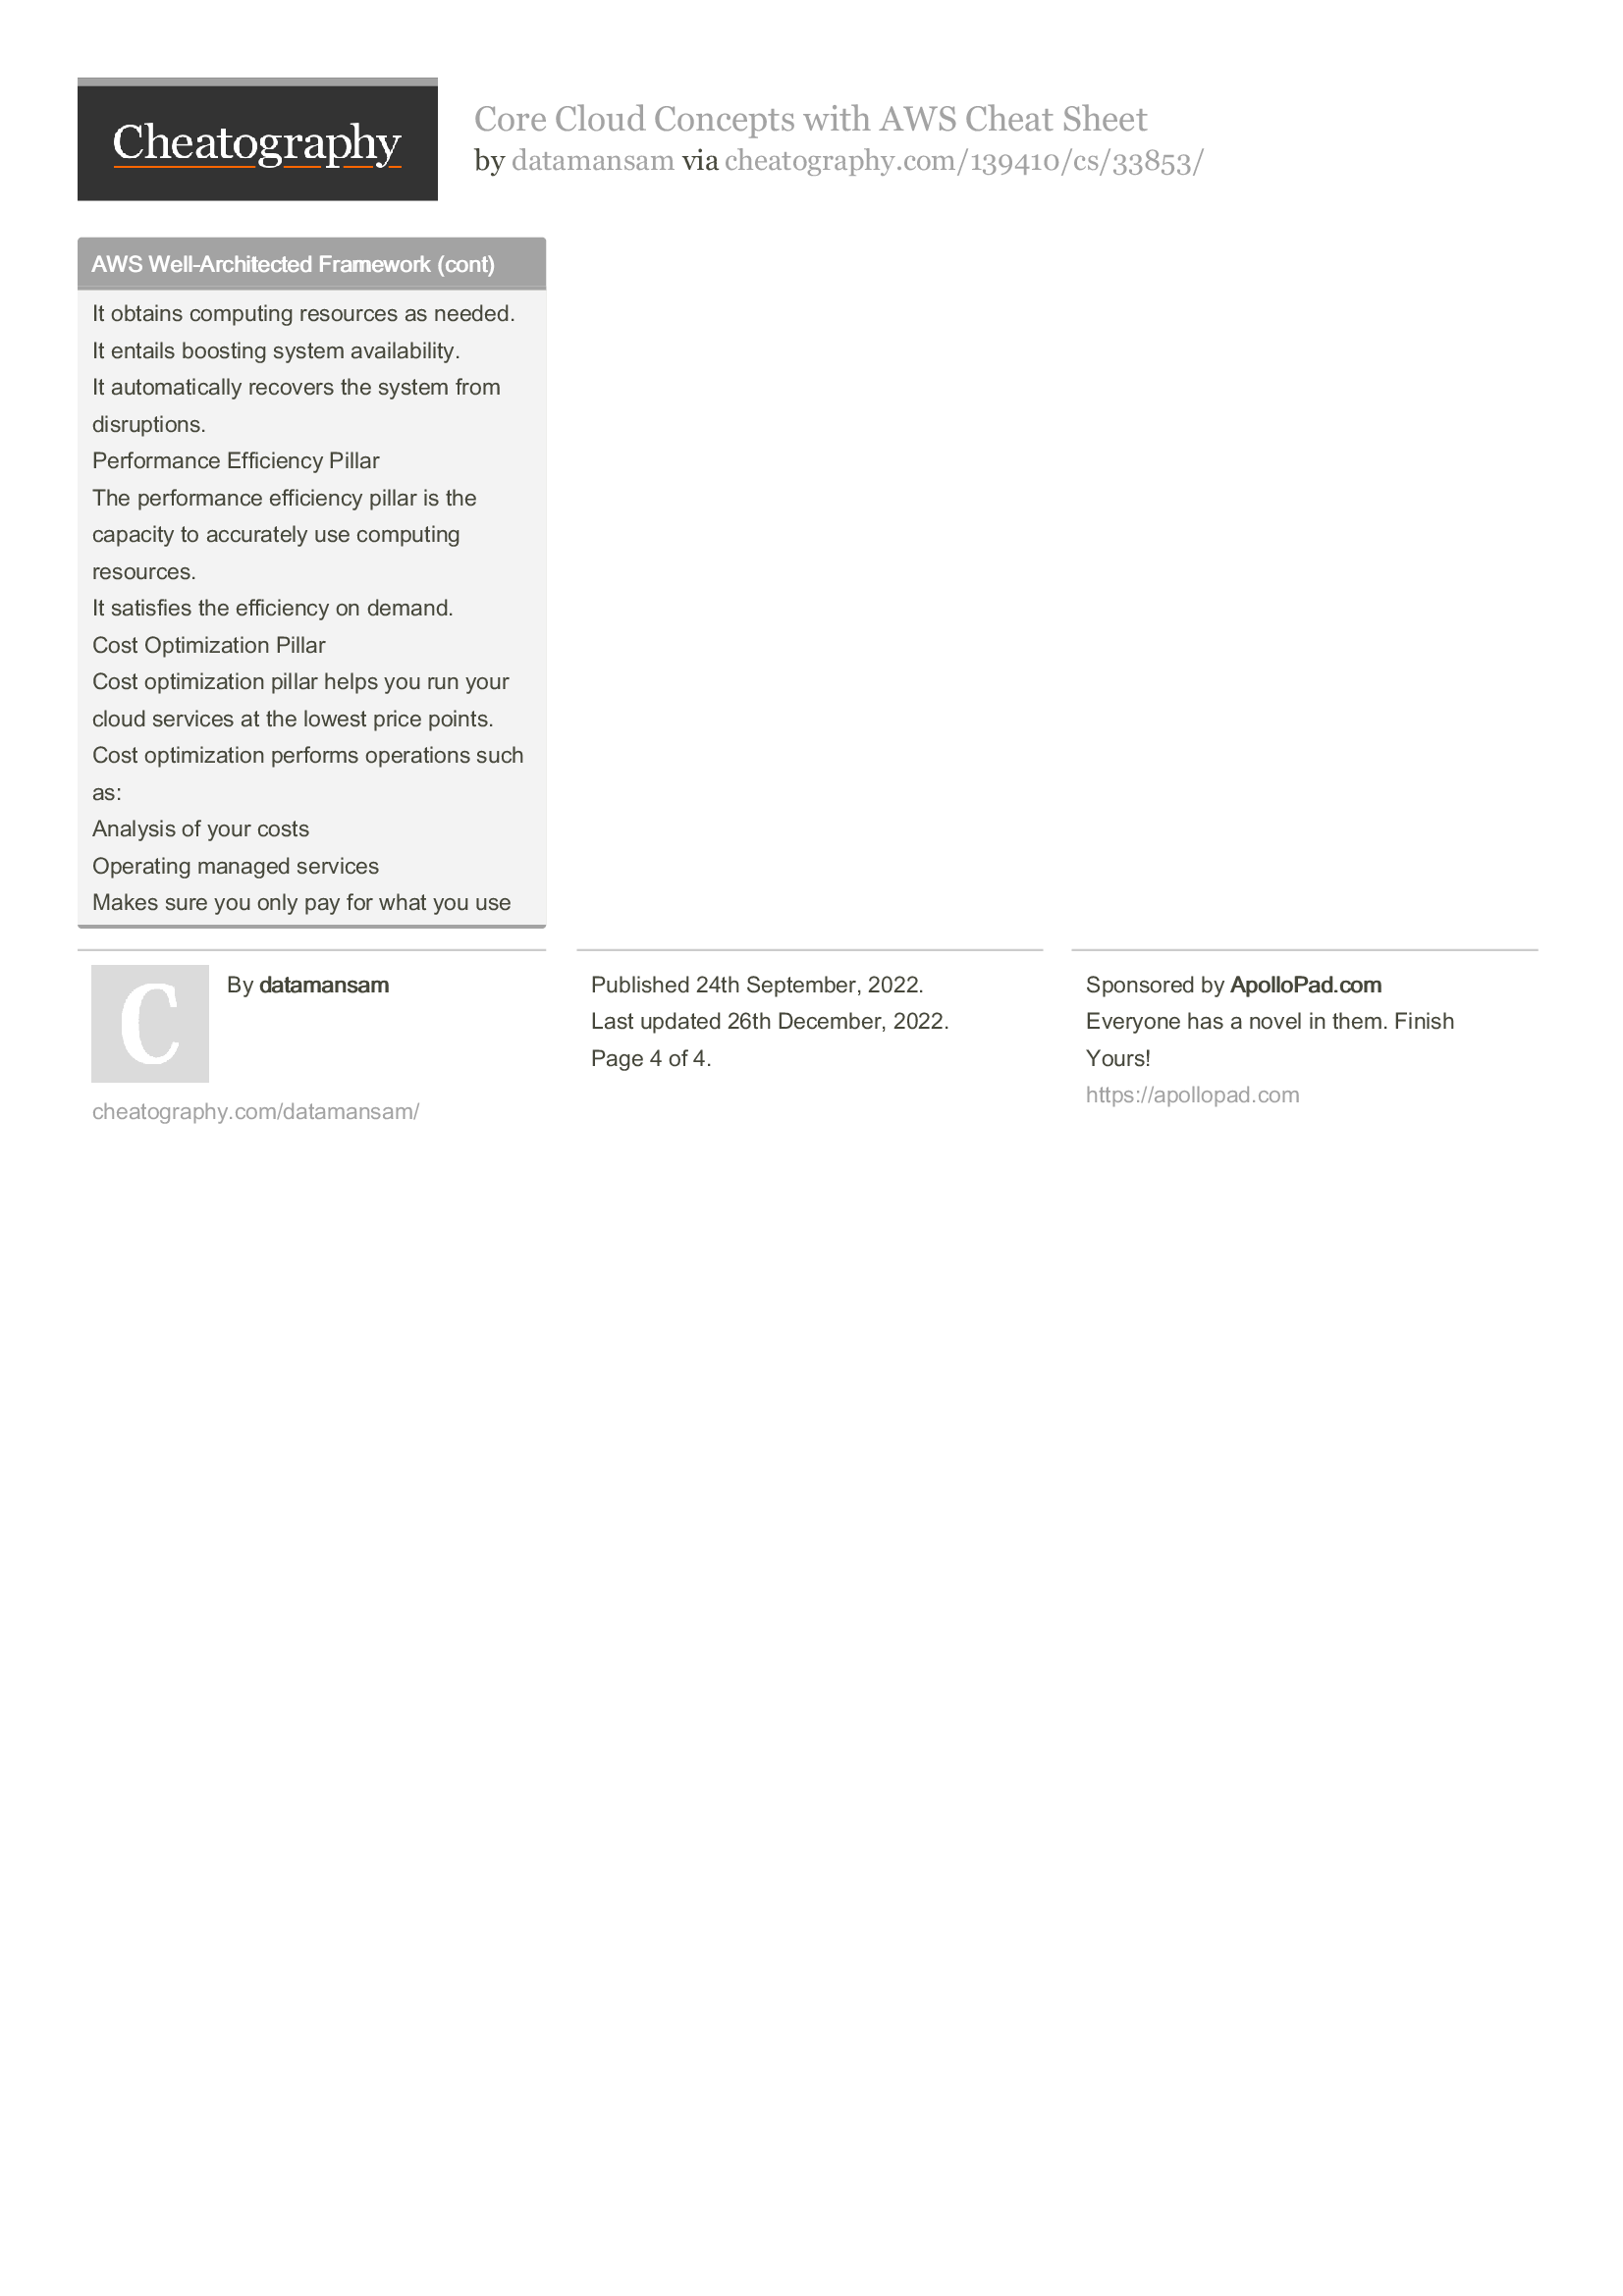 Cheatography
Core Cloud Concepts with AWS Cheat Sheet
by datamansam via cheatography.com/139410/cs/33853/
AWS Well-Architected Framework (cont)
It obtains computing resources as needed.
It entails boosting system availability.
It automatically recovers the system from
disruptions.
Performance Efficiency Pillar
The performance efficiency pillar is the
capacity to accurately use computing
resources.
It satisfies the efficiency on demand.
Cost Optimization Pillar
Cost optimization pillar helps you run your
cloud services at the lowest price points.
Cost optimization performs operations such
as:
Analysis of your costs
Operating managed services
Makes sure you only pay for what you use
C
By datamansam
cheatography.com/datamansam/
Published 24th September, 2022.
Last updated 26th December, 2022.
Page 4 of 4.
Sponsored by ApolloPad.com
Everyone has a novel in them. Finish
Yours!
https://apollopad.com